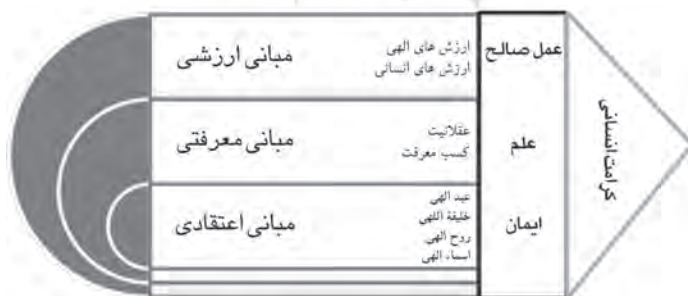 عمل صالح
ارزش های الهی
ارزش های انسانی
مبانی ارزشی
کرامت انسانی
علم
عقلانیت
کسب معرفت
مبانی معرفتی
ایمان
عبد الهی
خلیفة اللهی
روح الهی
اسماء الهی
مبانی اعتقادی